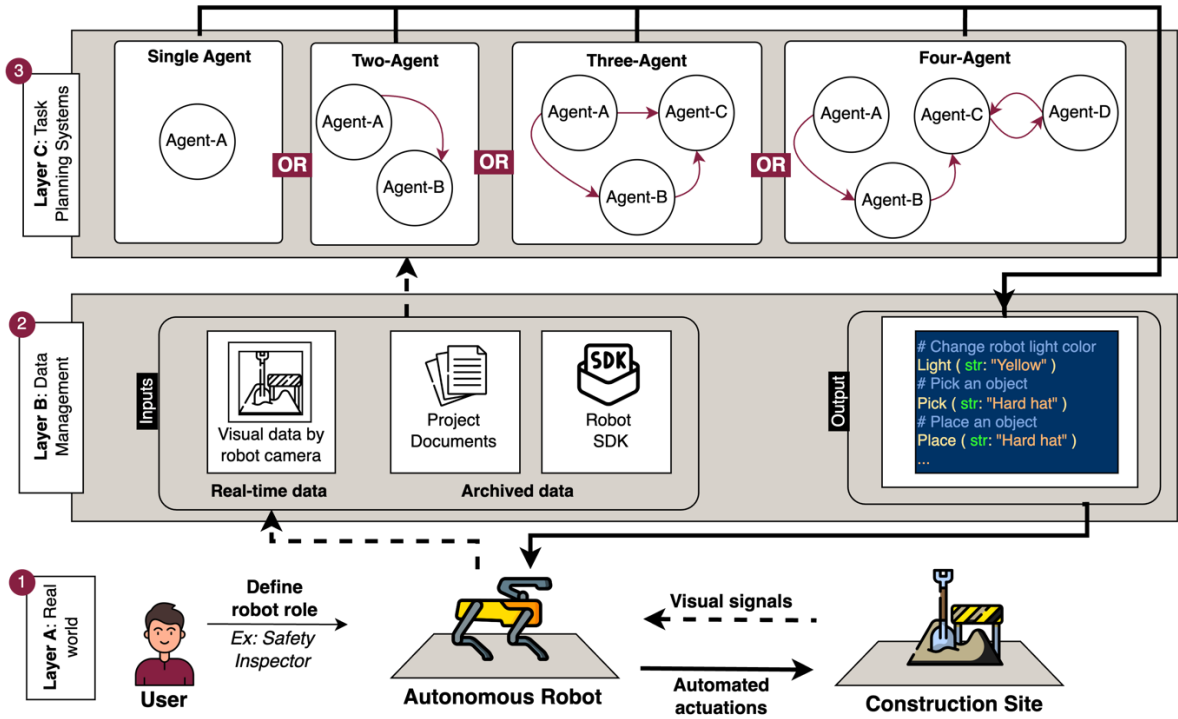 3
Layer C: Task
Planning Systems
Single Agent
Agent-A
OR
Two-Agent
Agent-A
Agent-B
OR
Three-Agent
Agent-A
Agent-C
Agent-B
OR
Four-Agent
Agent-A
Agent-C
Agent-D
Agent-B
2
Layer B: Data
Management
Inputs
Visual data by
robot camera
Real-time data
Project
Documents
SDK
Robot
SDK
Archived data
Output
# Change robot light color
Light ( str: "Yellow" )
# Pick an object
Pick ( str: "Hard hat" )
# Place an object
Place ( str: "Hard hat" )
...
1
Layer A: Real
world
User
Define
robot role
Ex: Safety
Inspector
Autonomous Robot
Visual signals
Automated
actuations
Construction Site